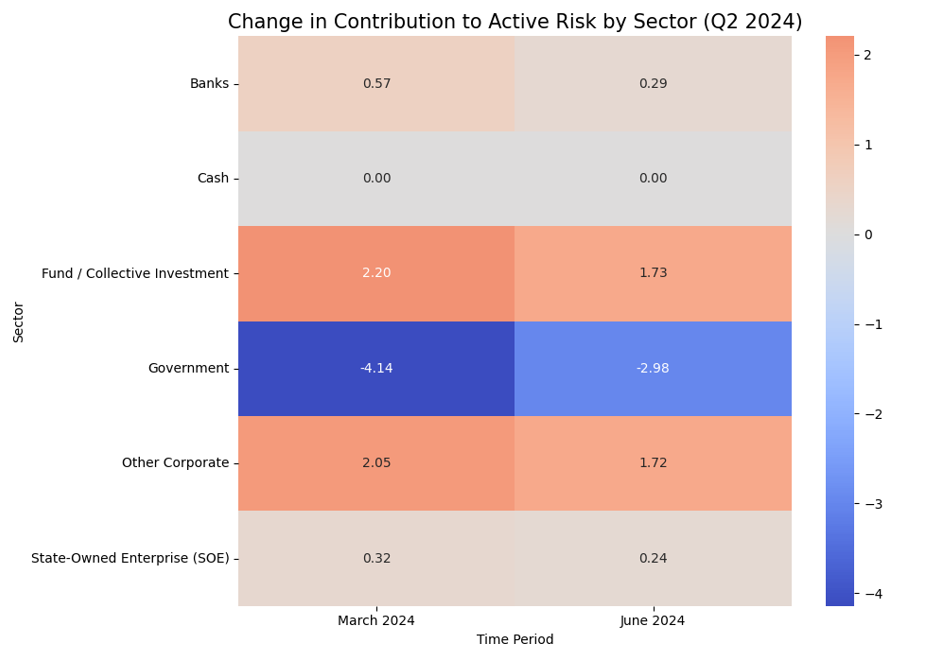 Change in Contribution to Active Risk by Sector (Q2 2024)
Sector
Banks 0.57 0.29
Cash 0.00 0.00
Fund / Collective Investment 2.20 1.73
Government -4.14 -2.98
Other Corporate 2.05 1.72
State-Owned Enterprise (SOE) 0.32 0.24
March 2024 June 2024
Time Period
2
1
0
−1
−2
−3
−4